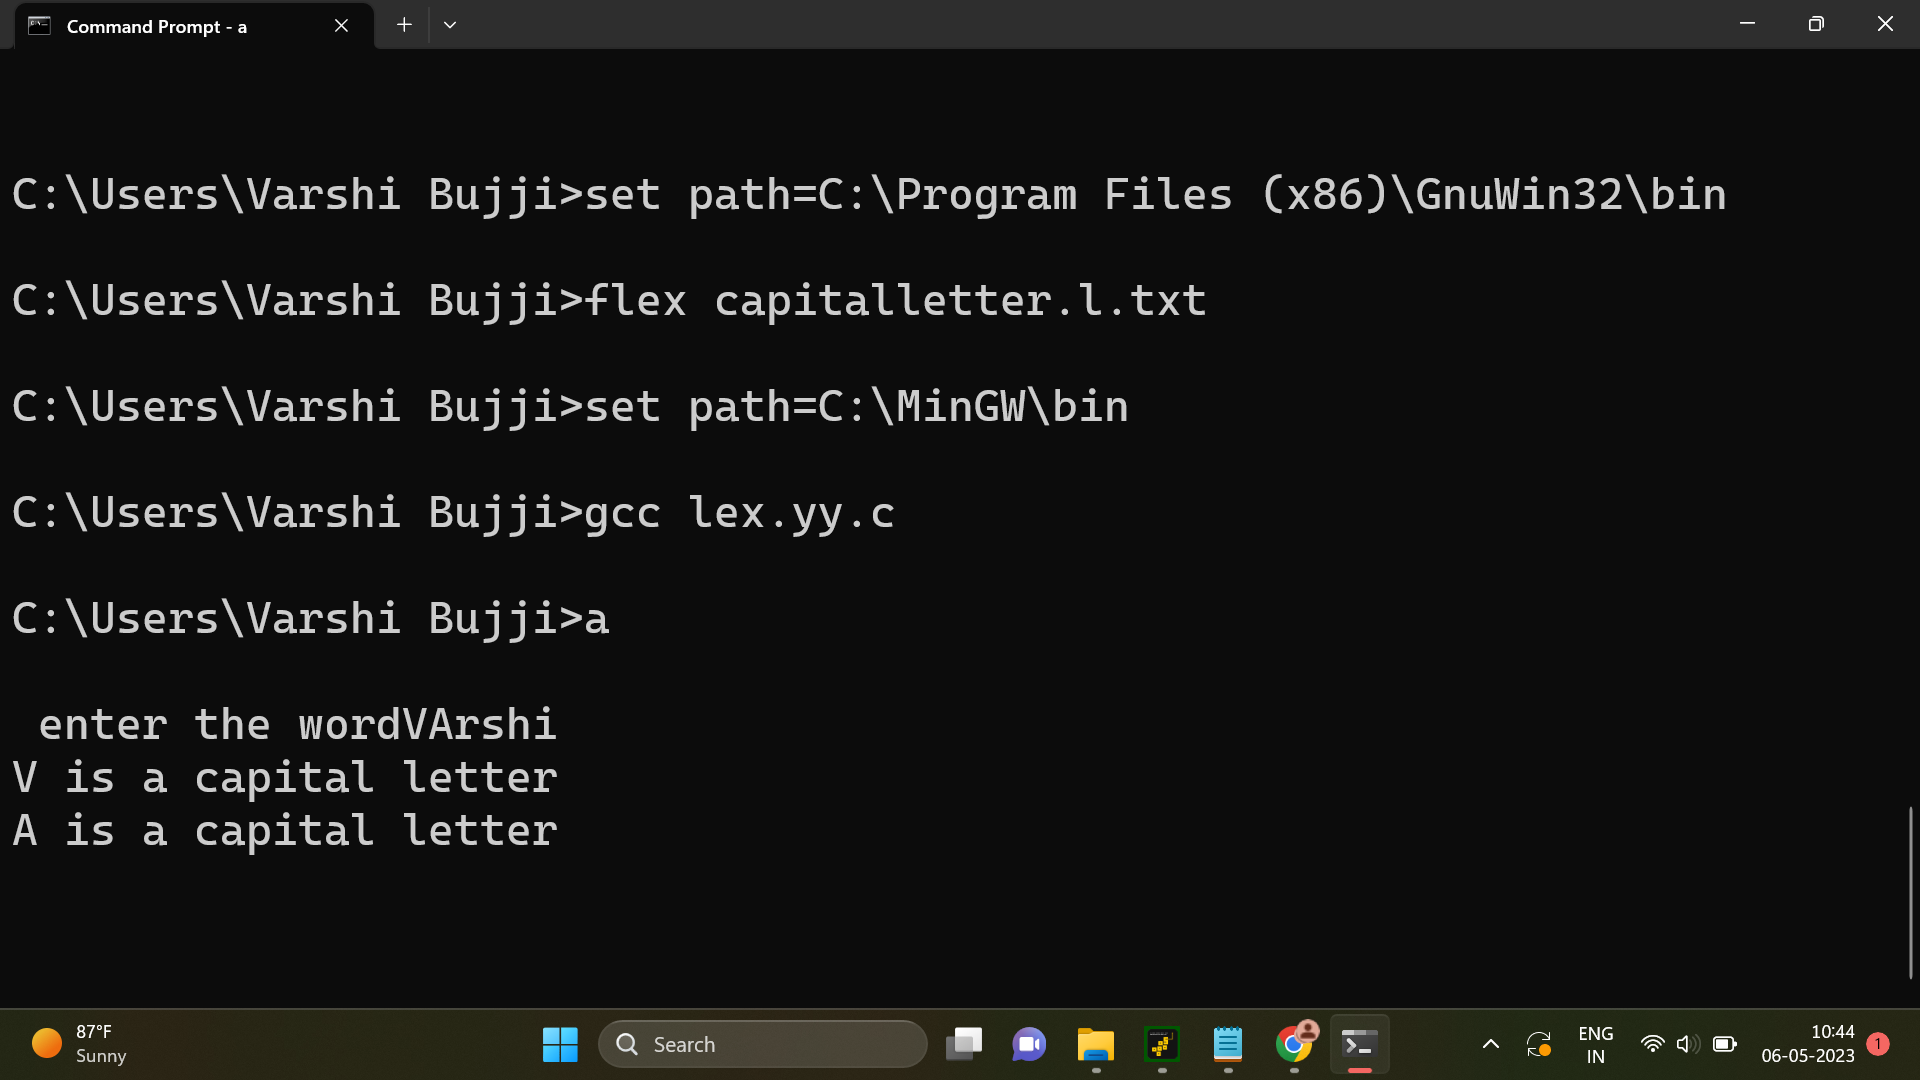 Command Prompt - a
C:\Users\Varshi Bujji>set path=C:\Program Files (x86)\GnuWin32\bin
C:\Users\Varshi Bujji>flex capitalletter.l.txt
C:\Users\Varshi Bujji>set path=C:\MinGW\bin
C:\Users\Varshi Bujji>gcc lex.yy.c
C:\Users\Varshi Bujji>a
enter the wordVArshi
V is a capital letter
A is a capital letter
87°F
Sunny
Search
ENG
IN
10:44
06-05-2023
1